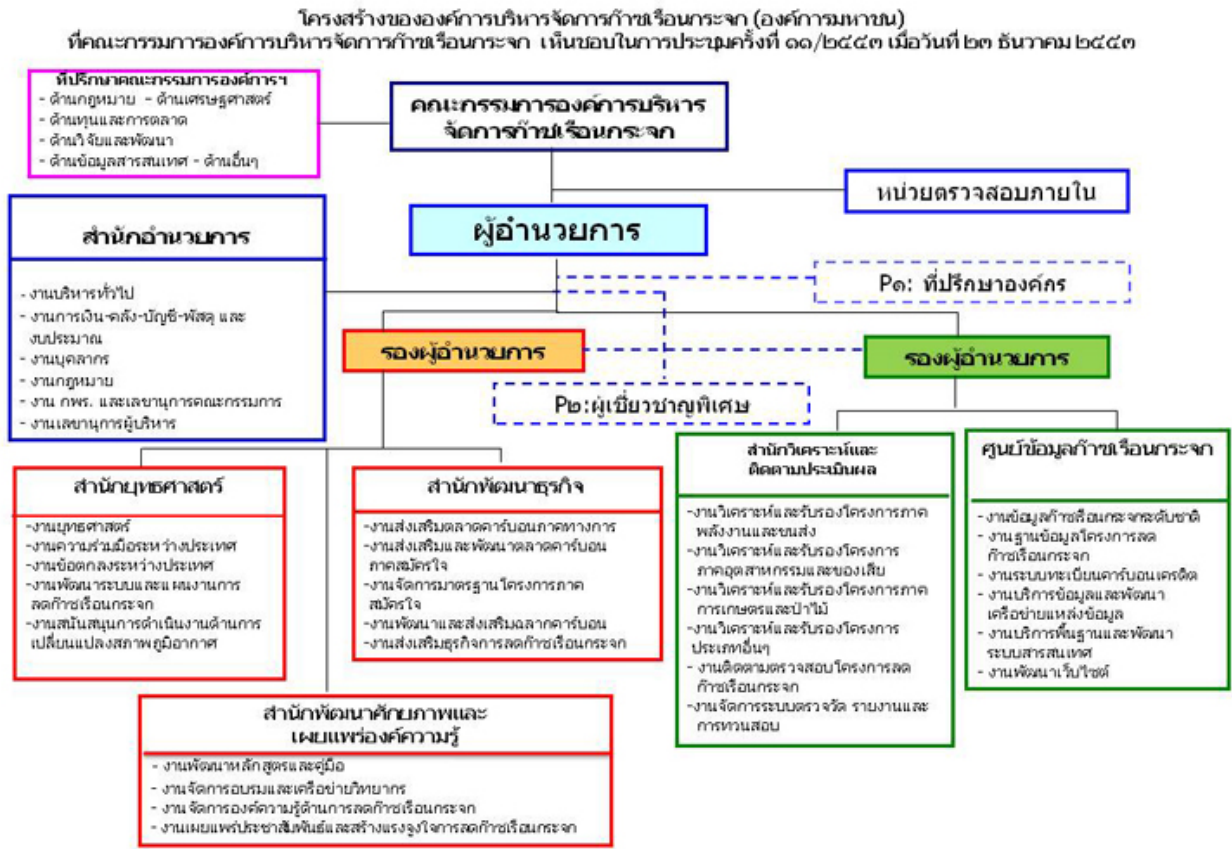 โครงสร้างขององค์การบริหารจัดการก๊าซเรือนกระจก (องค์การมหาชน)
ที่คณะกรรมการองค์การบริหารจัดการก๊าซเรือนกระจก เห็นชอบในการประชุมครั้งที่ ๑๑/๒๕๕๓ เมื่อวันที่ ๒๓ ธันวาคม ๒๕๕๓
ที่ปรึกษาคณะกรรมการองค์การฯ
- ด้านกฎหมาย - ด้านเศรษฐศาสตร์
- ด้านทุนและการตลาด
- ด้านวิจัยและพัฒนา
- ด้านข้อมูลสารสนเทศ - ด้านอื่นๆ
คณะกรรมการองค์การบริหาร
จัดการก๊าซเรือนกระจก
หน่วยตรวจสอบภายใน
ผู้อำนวยการ
สำนักอำนวยการ
- งานบริหารทั่วไป
- งานการเงิน-คลัง-บัญชี-พัสดุ และ
งบประมาณ
- งานบุคลากร
- งานกฎหมาย
- งาน กพร. และเลขานุการคณะกรรมการ
- งานเลขานุการผู้บริหาร
P๑: ที่ปรึกษาองค์กร
รองผู้อำนวยการ
รองผู้อำนวยการ
P๒:ผู้เชี่ยวชาญพิเศษ
สำนักยุทธศาสตร์
-งานยุทธศาสตร์
-งานความร่วมมือระหว่างประเทศ
-งานข้อตกลงระหว่างประเทศ
-งานพัฒนาระบบและแผนงานการ
ลดก๊าซเรือนกระจก
-งานสนับสนุนการดำเนินงานด้านการ
เปลี่ยนแปลงสภาพภูมิอากาศ
สำนักพัฒนาธุรกิจ
-งานส่งเสริมตลาดคาร์บอนภาคทางการ
-งานส่งเสริมและพัฒนาตลาดคาร์บอน
ภาคสมัครใจ
-งานจัดการมาตรฐานโครงการภาค
สมัครใจ
-งานพัฒนาและส่งเสริมฉลากคาร์บอน
-งานส่งเสริมธุรกิจการลดก๊าซเรือนกระจก
สำนักวิเคราะห์และ
ติดตามประเมินผล
-งานวิเคราะห์และรับรองโครงการภาค
พลังงานและขนส่ง
-งานวิเคราะห์และรับรองโครงการ
ภาคอุตสาหกรรมและของเสีย
-งานวิเคราะห์และรับรองโครงการภาค
การเกษตรและป่าไม้
-งานวิเคราะห์และรับรองโครงการ
ประเภทอื่นๆ
- งานติดตามตรวจสอบโครงการลด
ก๊าซเรือนกระจก
-งานจัดการระบบตรวจวัด รายงานและ
การทวนสอบ
ศูนย์ข้อมูลก๊าซเรือนกระจก
-งานข้อมูลก๊าซเรือนกระจกระดับชาติ
- งานฐานข้อมูลโครงการลด
ก๊าซเรือนกระจก
- งานระบบทะเบียนคาร์บอนเครดิต
- งานบริการข้อมูลและพัฒนา
เครือข่ายแหล่งข้อมูล
- งานบริการพื้นฐานและพัฒนา
ระบบสารสนเทศ
- งานพัฒนาเว็บไซต์
สำนักพัฒนาศักยภาพและ
เผยแพร่องค์ความรู้
- งานพัฒนาหลักสูตรและคู่มือ
- งานจัดการอบรมและเครือข่ายวิทยากร
- งานจัดการองค์ความรู้ด้านการลดก๊าซเรือนกระจก
- งานเผยแพร่ประชาสัมพันธ์และสร้างแรงจูงใจการลดก๊าซเรือนกระจก